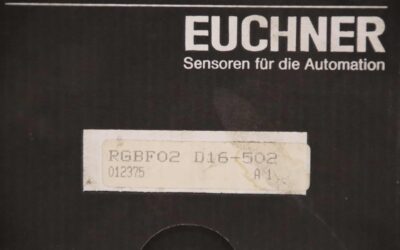 EUCHNER
Sensoren für die Automation
RGBF02 D16-502
012375 A 1